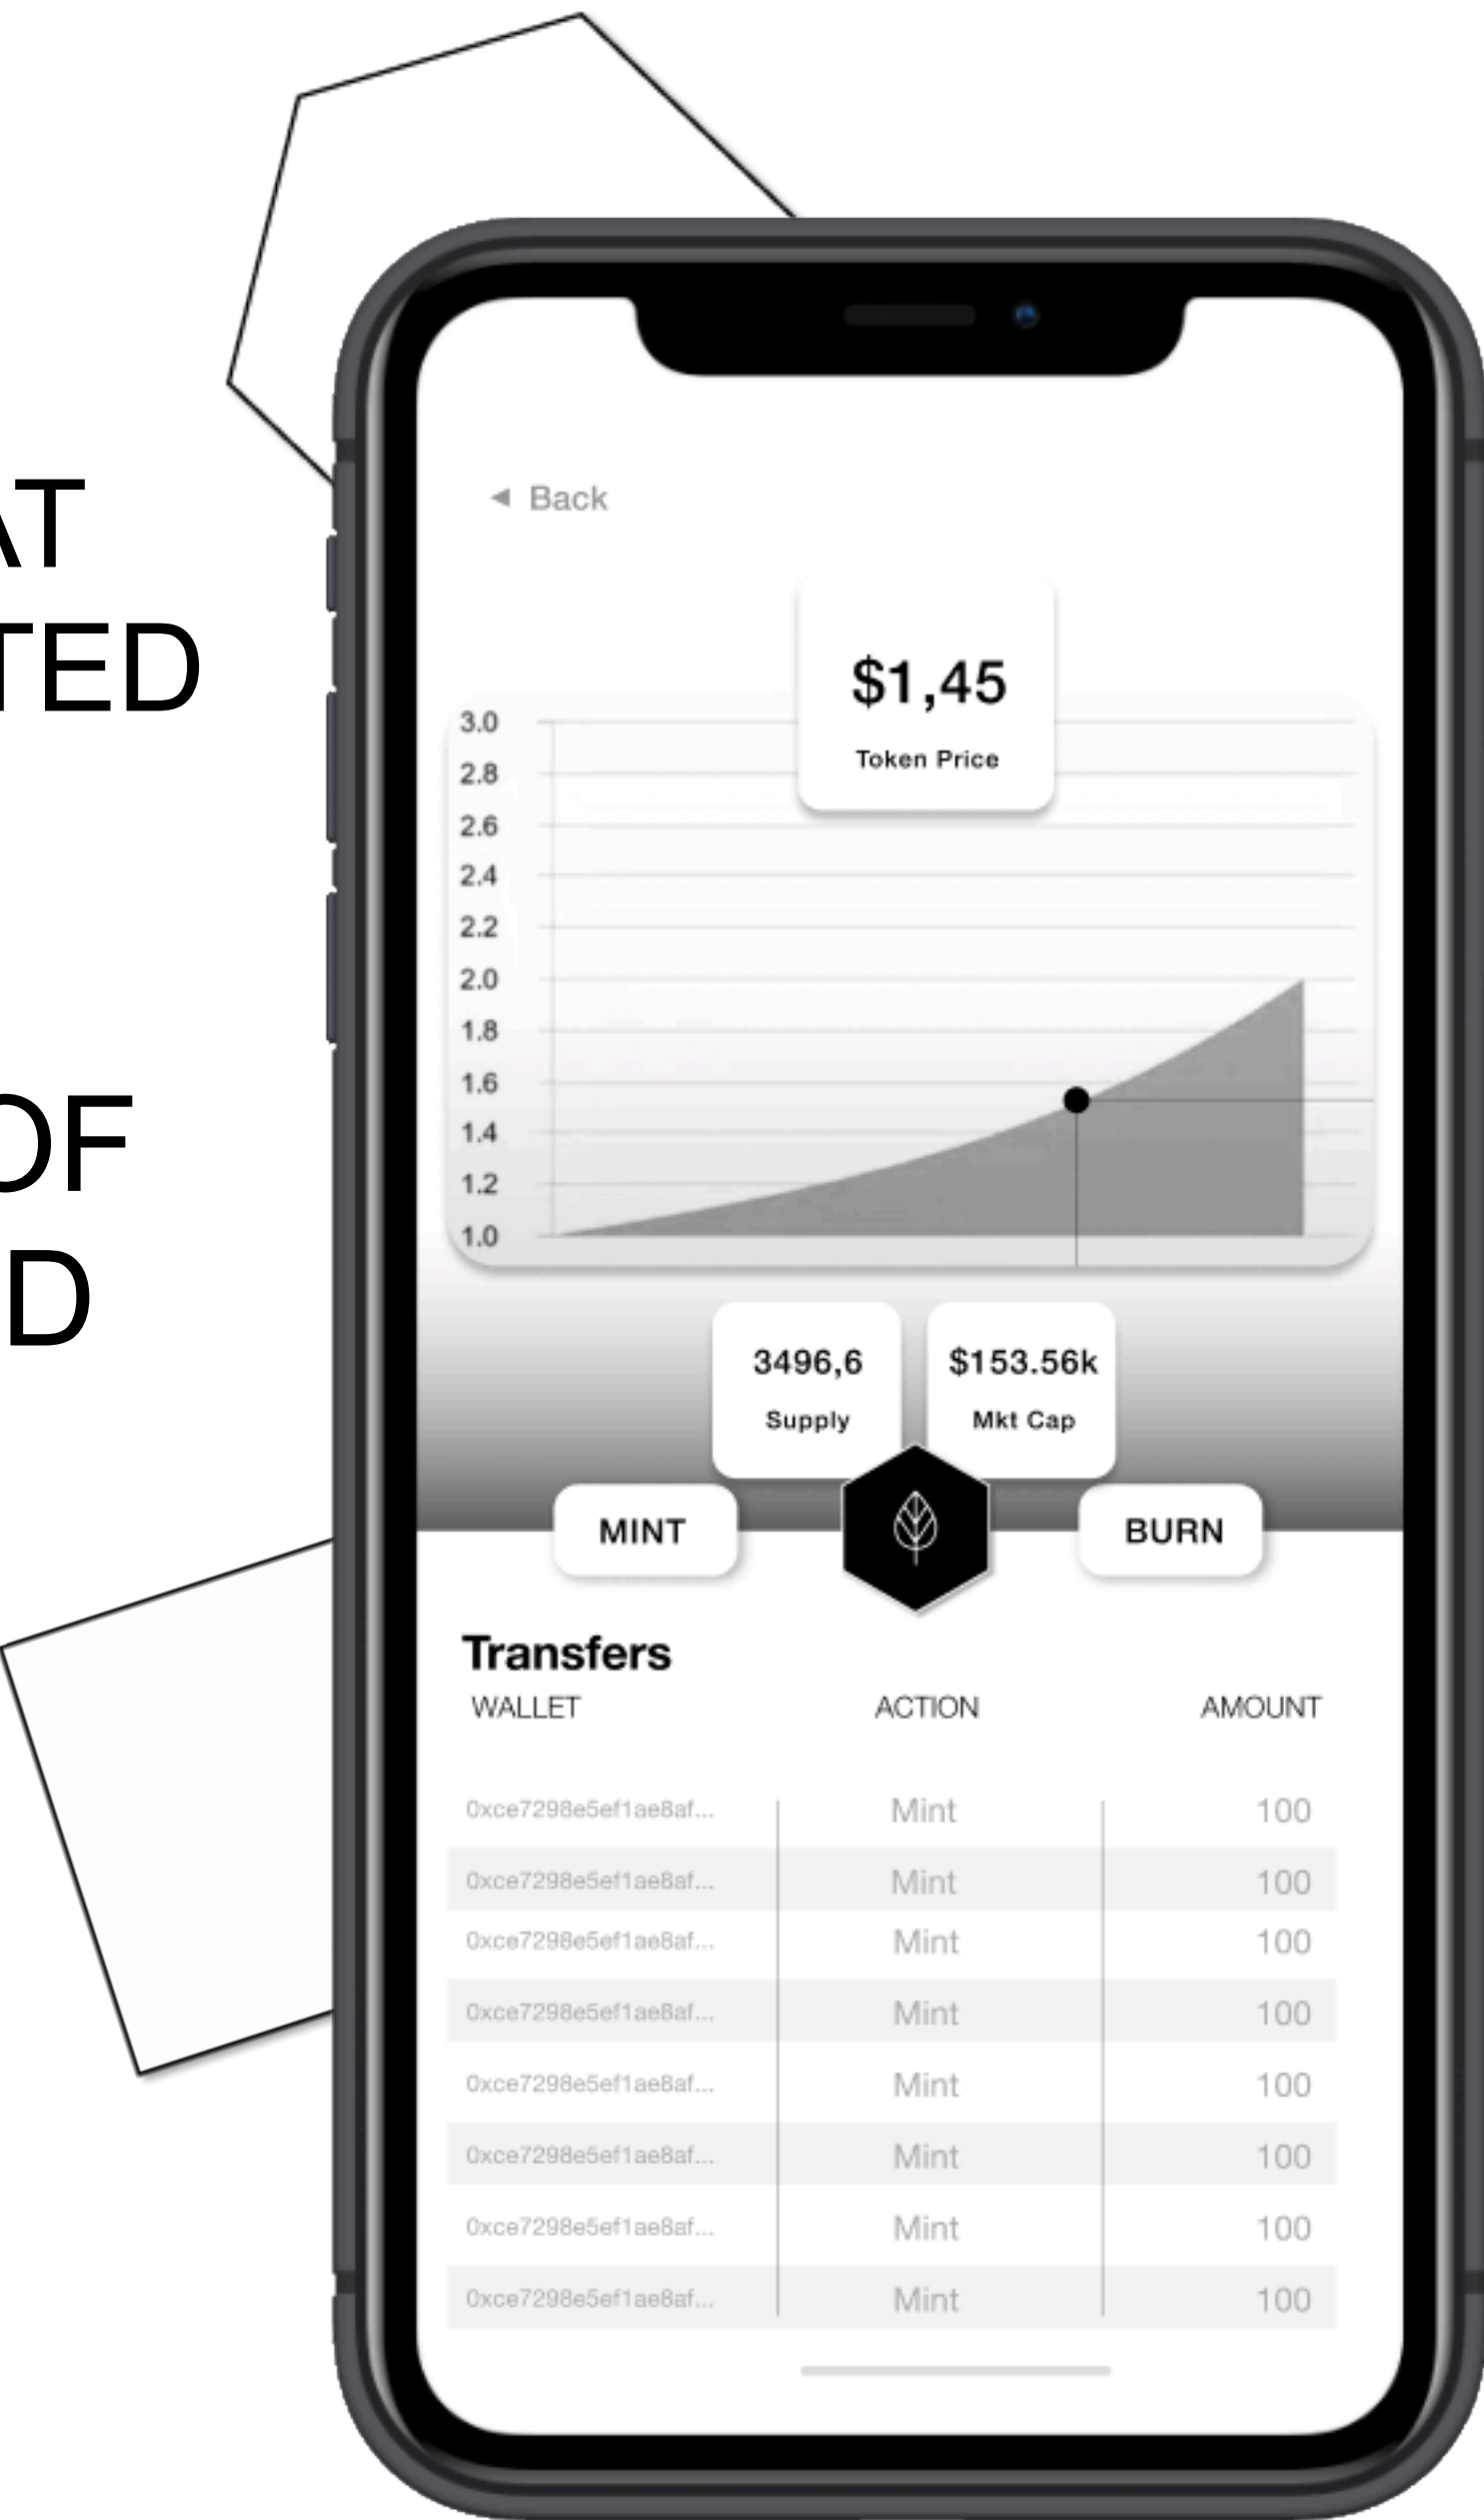 AT
TED
OF
D
◄ Back
$1,45
Token Price
3.0
2.8
2.6
2.4
2.2
2.0
1.8
1.6
1.4
1.2
1.0
3496,6
Supply
$153.56k
Mkt Cap
MINT
BURN
Transfers
WALLET ACTION AMOUNT
0xce7298e5ef1ae8af... Mint 100
0xce7298e5ef1ae8af... Mint 100
0xce7298e5ef1ae8af... Mint 100
0xce7298e5ef1ae8af... Mint 100
0xce7298e5ef1ae8af... Mint 100
0xce7298e5ef1ae8af... Mint 100
0xce7298e5ef1ae8af... Mint 100
0xce7298e5ef1ae8af... Mint 100